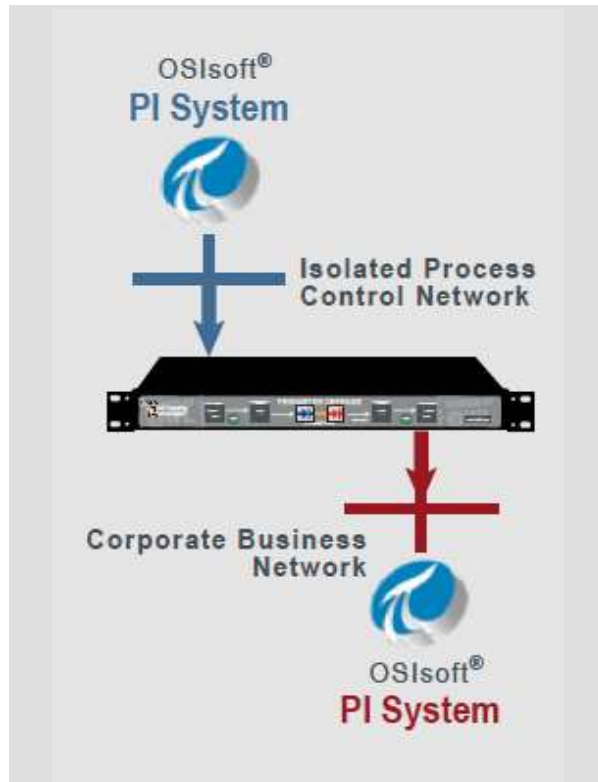 OSIsoft®
PI System
Isolated Process
Control Network
Corporate Business
Network
OSIsoft®
PI System